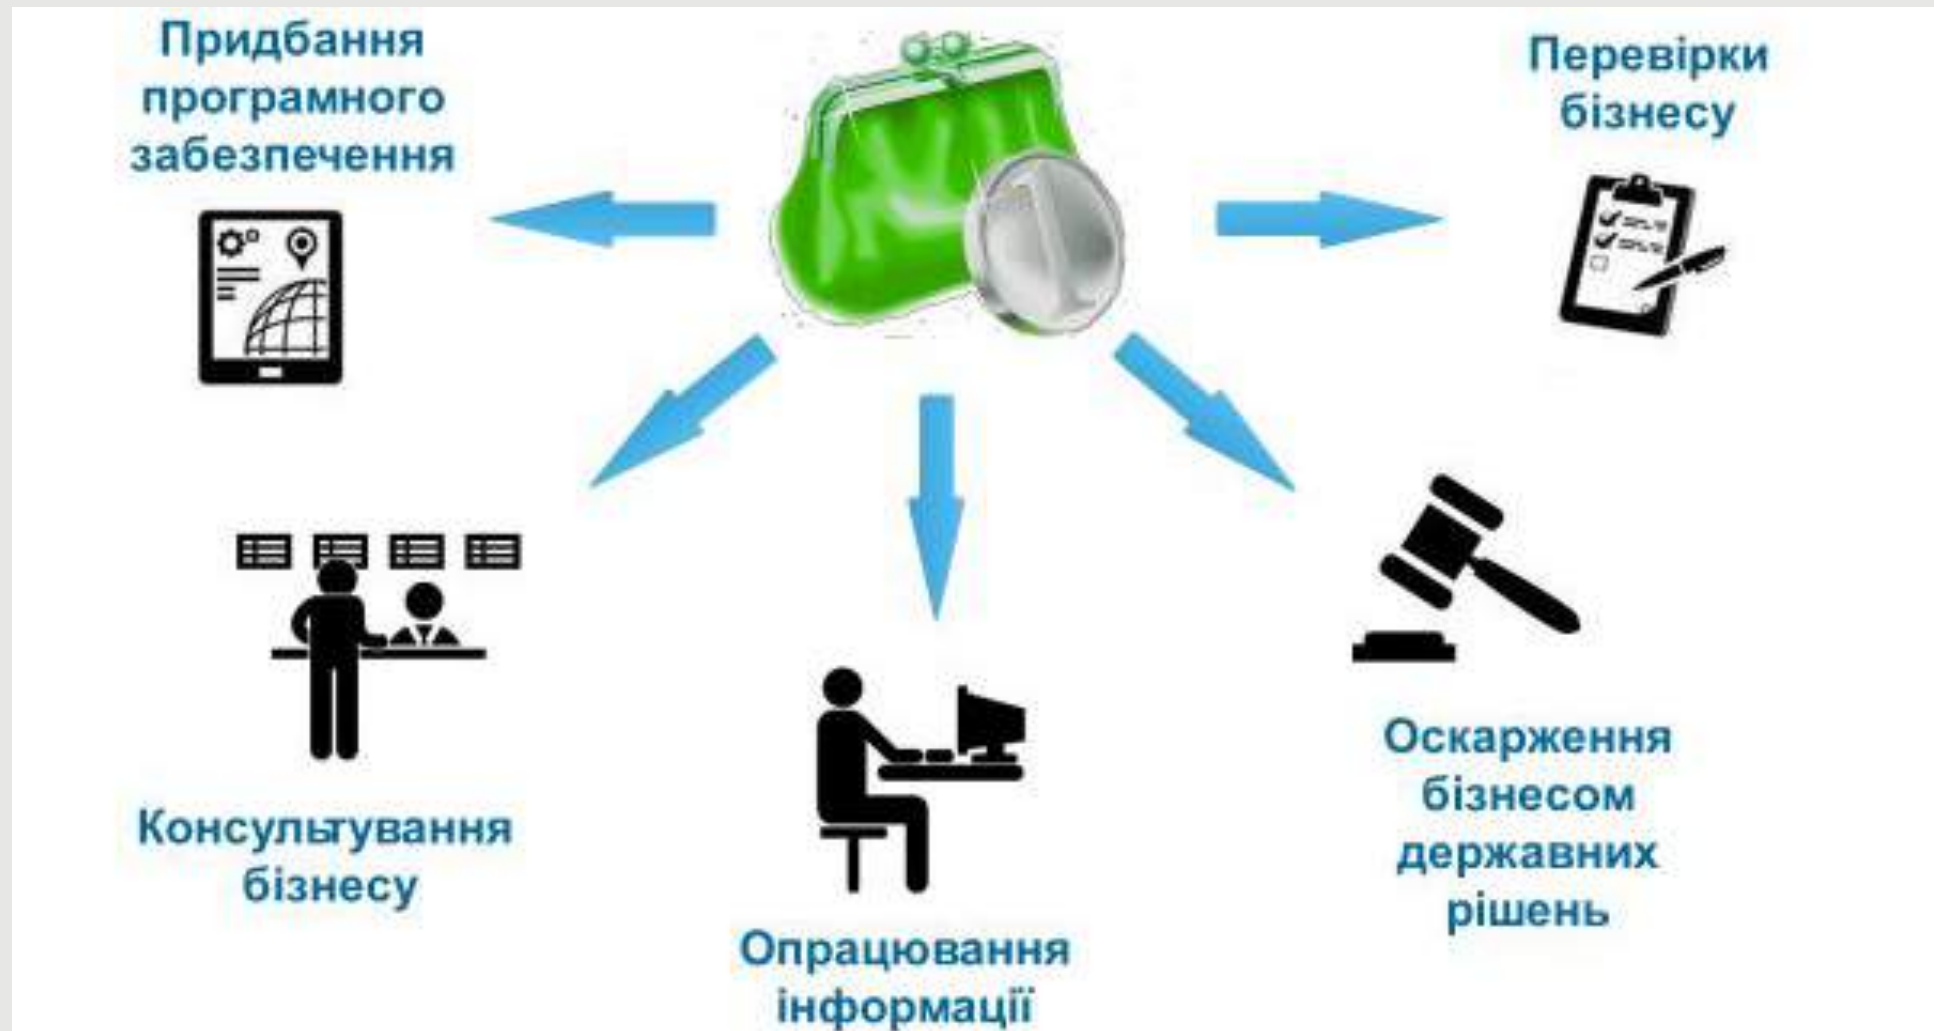 Придбання
програмного
забезпечення
Перевірки
бізнесу
Консультування
бізнесу
Опрацювання
інформації
Оскарження
бізнесом
державних
рішень